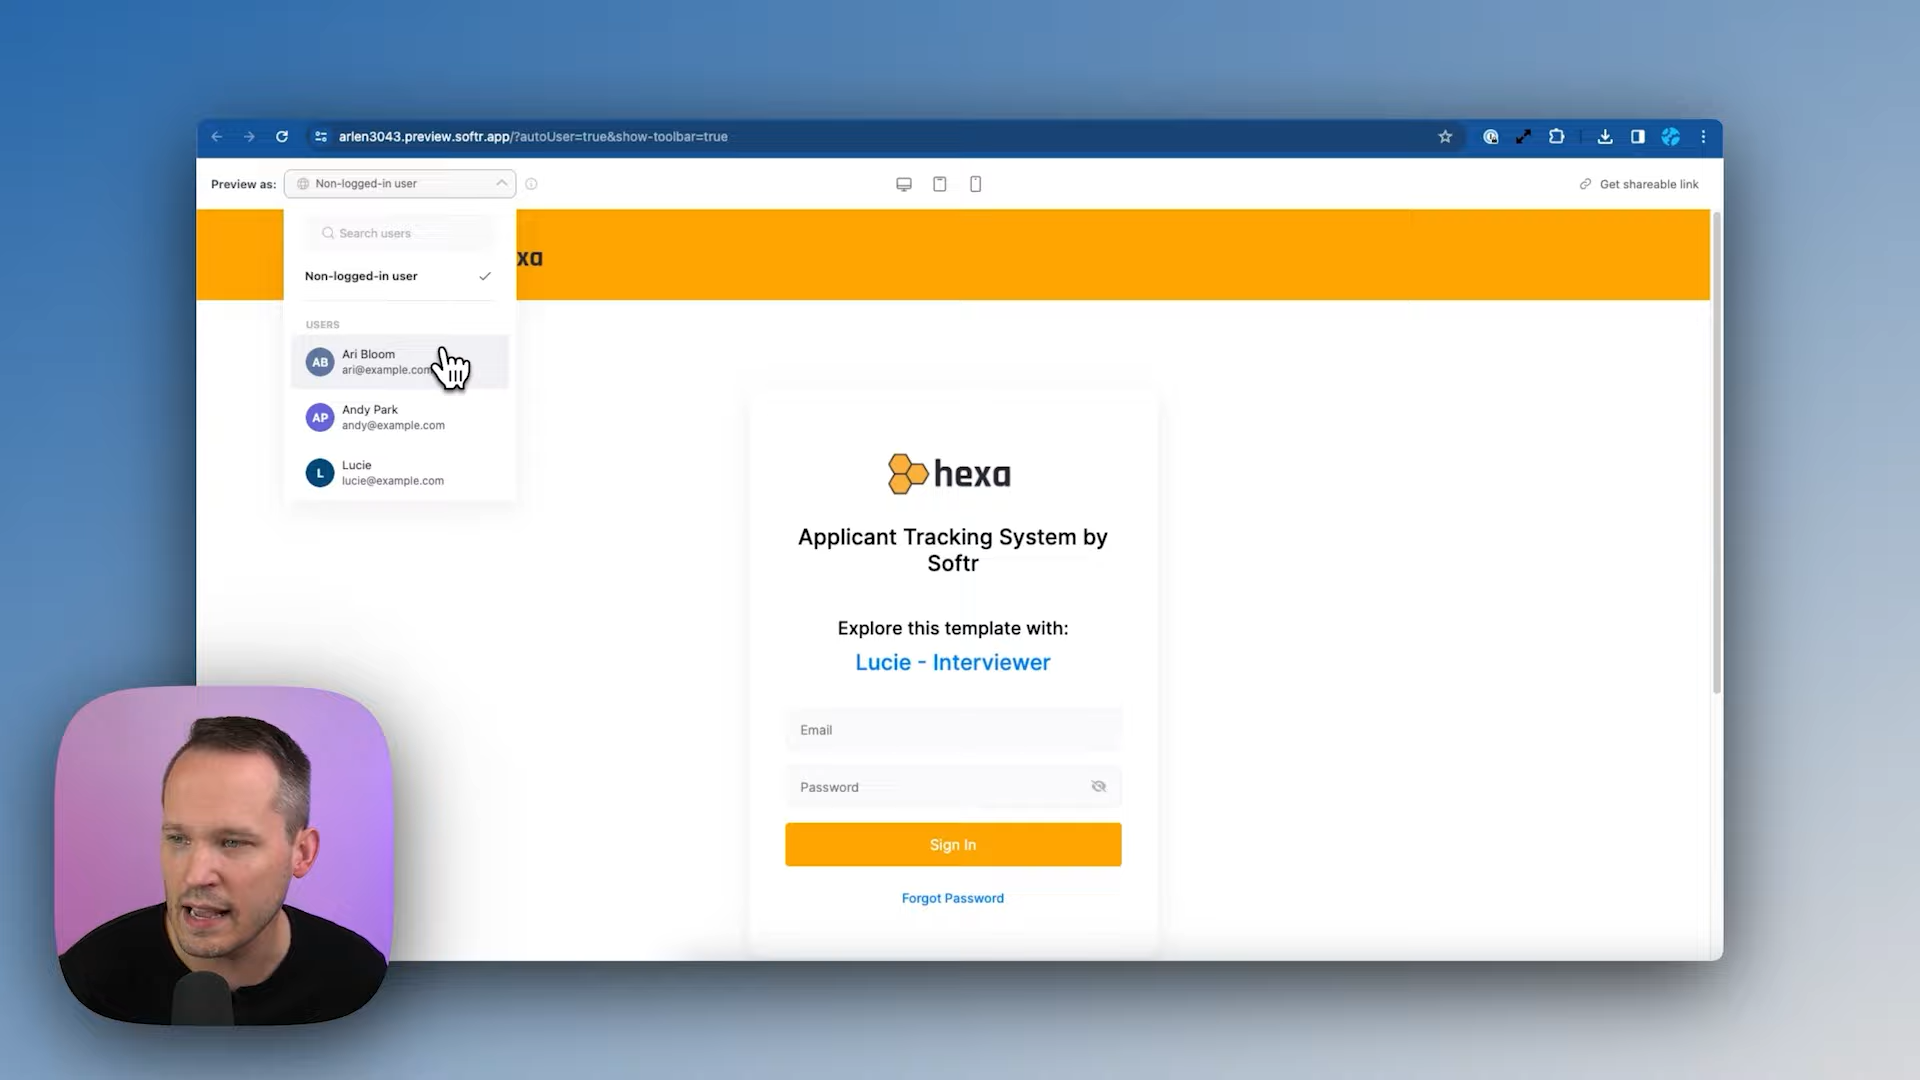 arlen3043.preview.softr.app/?autoUser=true&show-toolbar=true
Preview as:
Non-logged-in user
Get shareable link
Search users
xa
Non-logged-in user
USERS
AB
Ari Bloom
ari@example.com
AP
Andy Park
andy@example.com
L
Lucie
lucie@example.com
hexa
Applicant Tracking System by
Softr
Explore this template with:
Lucie - Interviewer
Email
Password
Sign In
Forgot Password